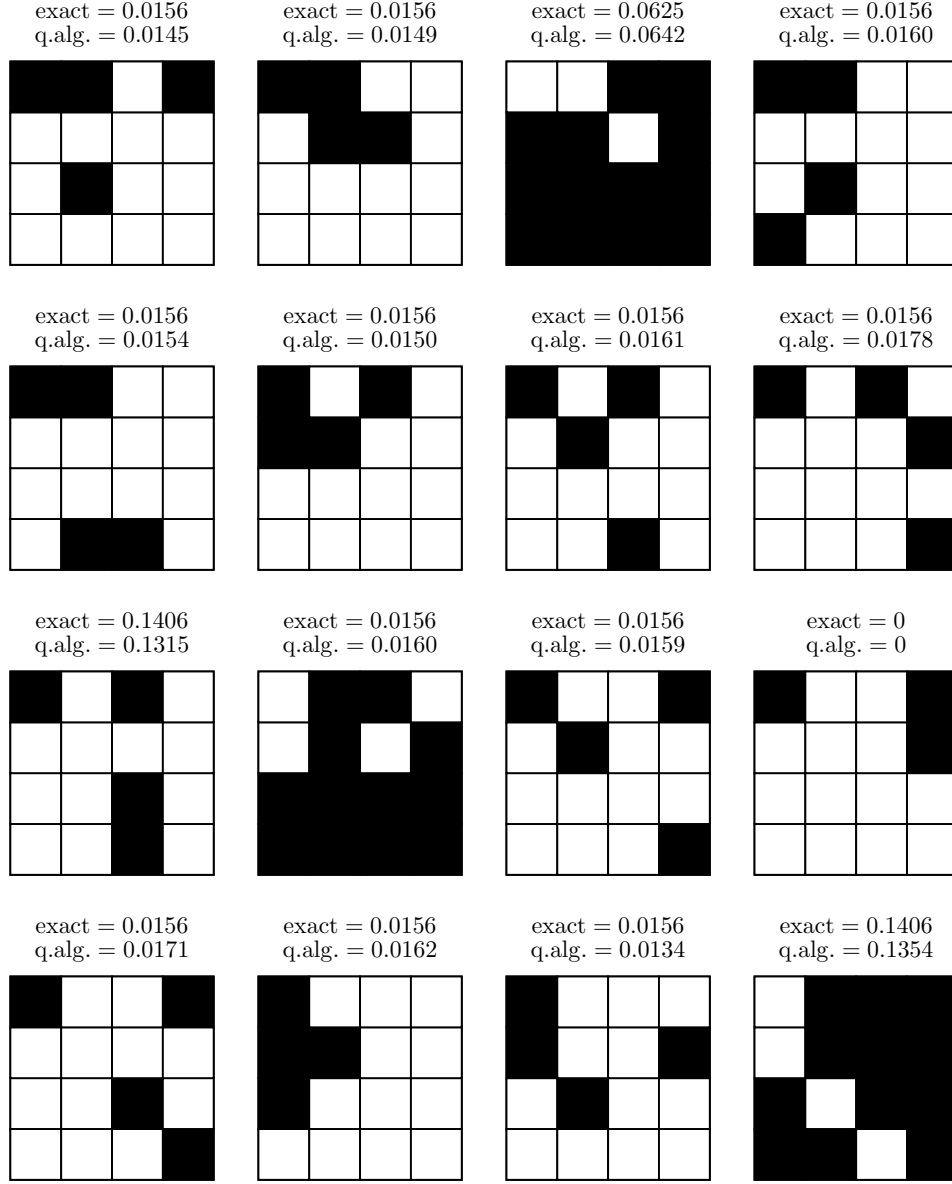 exact = 0.0156
q.alg. = 0.0145
exact = 0.0156
q.alg. = 0.0149
exact = 0.0625
q.alg. = 0.0642
exact = 0.0156
q.alg. = 0.0160
exact = 0.0156
q.alg. = 0.0154
exact = 0.0156
q.alg. = 0.0150
exact = 0.0156
q.alg. = 0.0161
exact = 0.0156
q.alg. = 0.0178
exact = 0.1406
q.alg. = 0.1315
exact = 0.0156
q.alg. = 0.0160
exact = 0.0156
q.alg. = 0.0159
exact = 0
q.alg. = 0
exact = 0.0156
q.alg. = 0.0171
exact = 0.0156
q.alg. = 0.0162
exact = 0.0156
q.alg. = 0.0134
exact = 0.1406
q.alg. = 0.1354